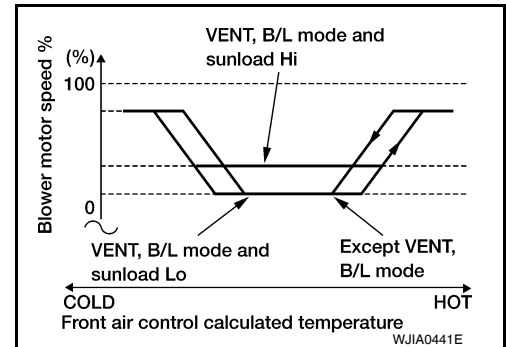 VENT, B/L mode and
sunload Hi
Blower motor speed %
(%)
100
0
VENT, B/L mode and
sunload Lo
Except VENT,
B/L mode
COLD
HOT
Front air control calculated temperature
WJIA0441E